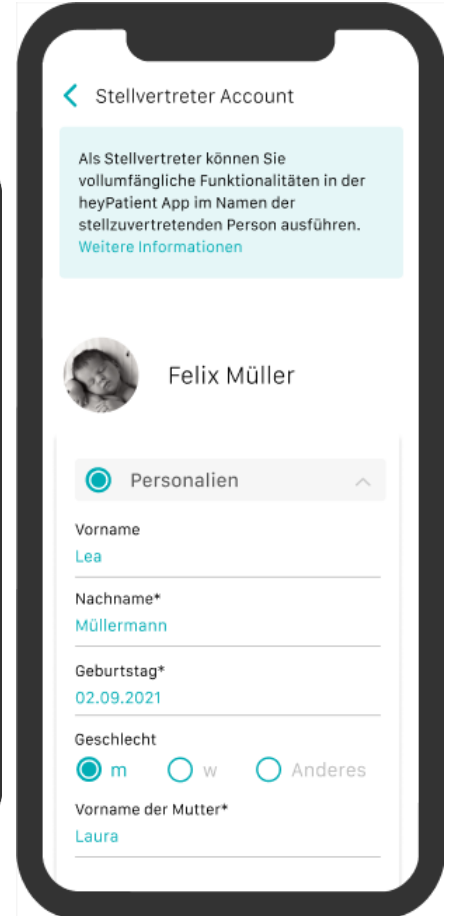 Stellvertreter Account
Als Stellvertreter können Sie
vollumfängliche Funktionalitäten in der
heyPatient App im Namen der
stellzuvertretenden Person ausführen.
Weitere Informationen
Felix Müller
Personalien
Vorname
Lea
Nachname*
Müllermann
Geburtstag*
02.09.2021
Geschlecht
m w Anderes
Vorname der Mutter*
Laura